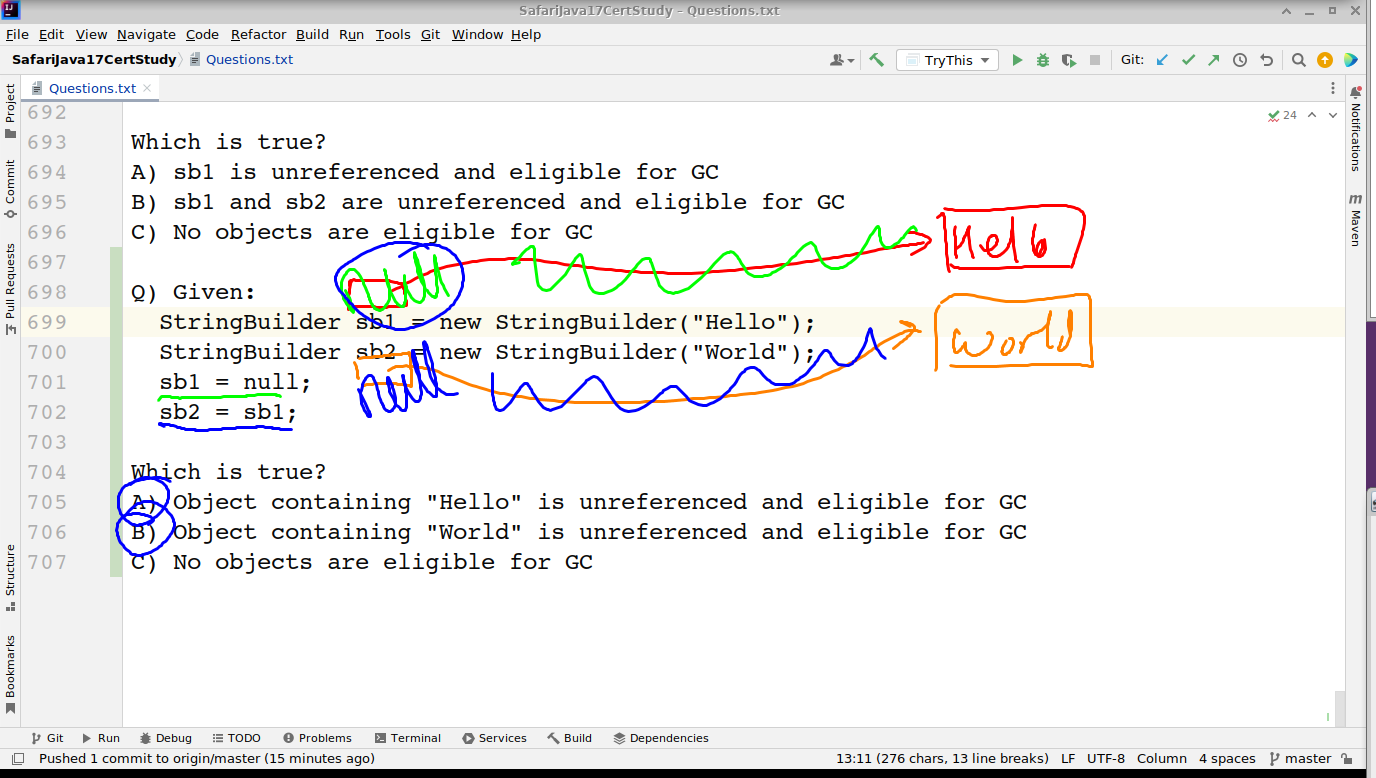 SafariJava17CertStudy – Questions.txt
File Edit View Navigate Code Refactor Build Run Tools Git Window Help
SafariJava17CertStudy Questions.txt TryThis Git:
Questions.txt
Project
Commit
Pull Requests
Structure
Bookmarks
24
Notifications
Maven
692
693 Which is true?
694 A) sb1 is unreferenced and eligible for GC
695 B) sb1 and sb2 are unreferenced and eligible for GC
696 C) No objects are eligible for GC
697
698 Q) Given:
699 StringBuilder sb1 = new StringBuilder("Hello");
700 StringBuilder sb2 = new StringBuilder("World");
701 sb1 = null;
702 sb2 = sb1;
703
704 Which is true?
705 A) Object containing "Hello" is unreferenced and eligible for GC
706 B) Object containing "World" is unreferenced and eligible for GC
707 C) No objects are eligible for GC
Hello
World
null
null
Git Run Debug TODO Problems Terminal Services Build Dependencies
Pushed 1 commit to origin/master (15 minutes ago) 13:11 (276 chars, 13 line breaks) LF UTF-8 Column 4 spaces master